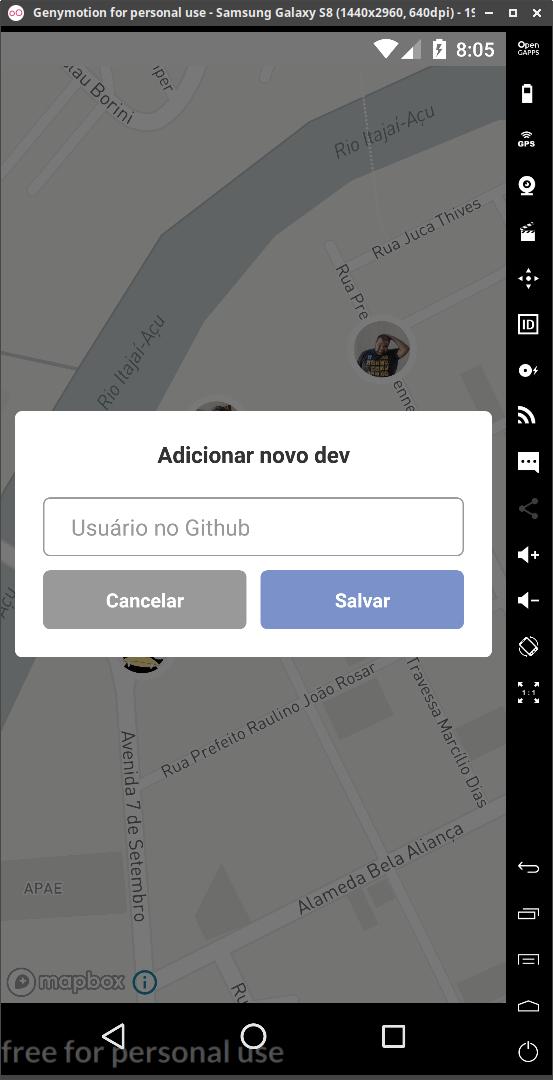 Genymotion for personal use - Samsung Galaxy S8 (1440x2960, 640dpi) - 19
8:05
Open
GAPPS
GPS
ID
Borini
Rio Itajaí-Açu
Rua Juca Thives
Rua Pre
enne
Rio Itajaí-Açu
Adicionar novo dev
Usuário no Github
Cancelar
Salvar
Açu
1:1
Rua Prefeito Raulino João Rosar
Travessa Marcílio Dias
Avenida 7 de Setembro
Alameda Bela Aliança
APAE
mapbox
Ru
free for personal use